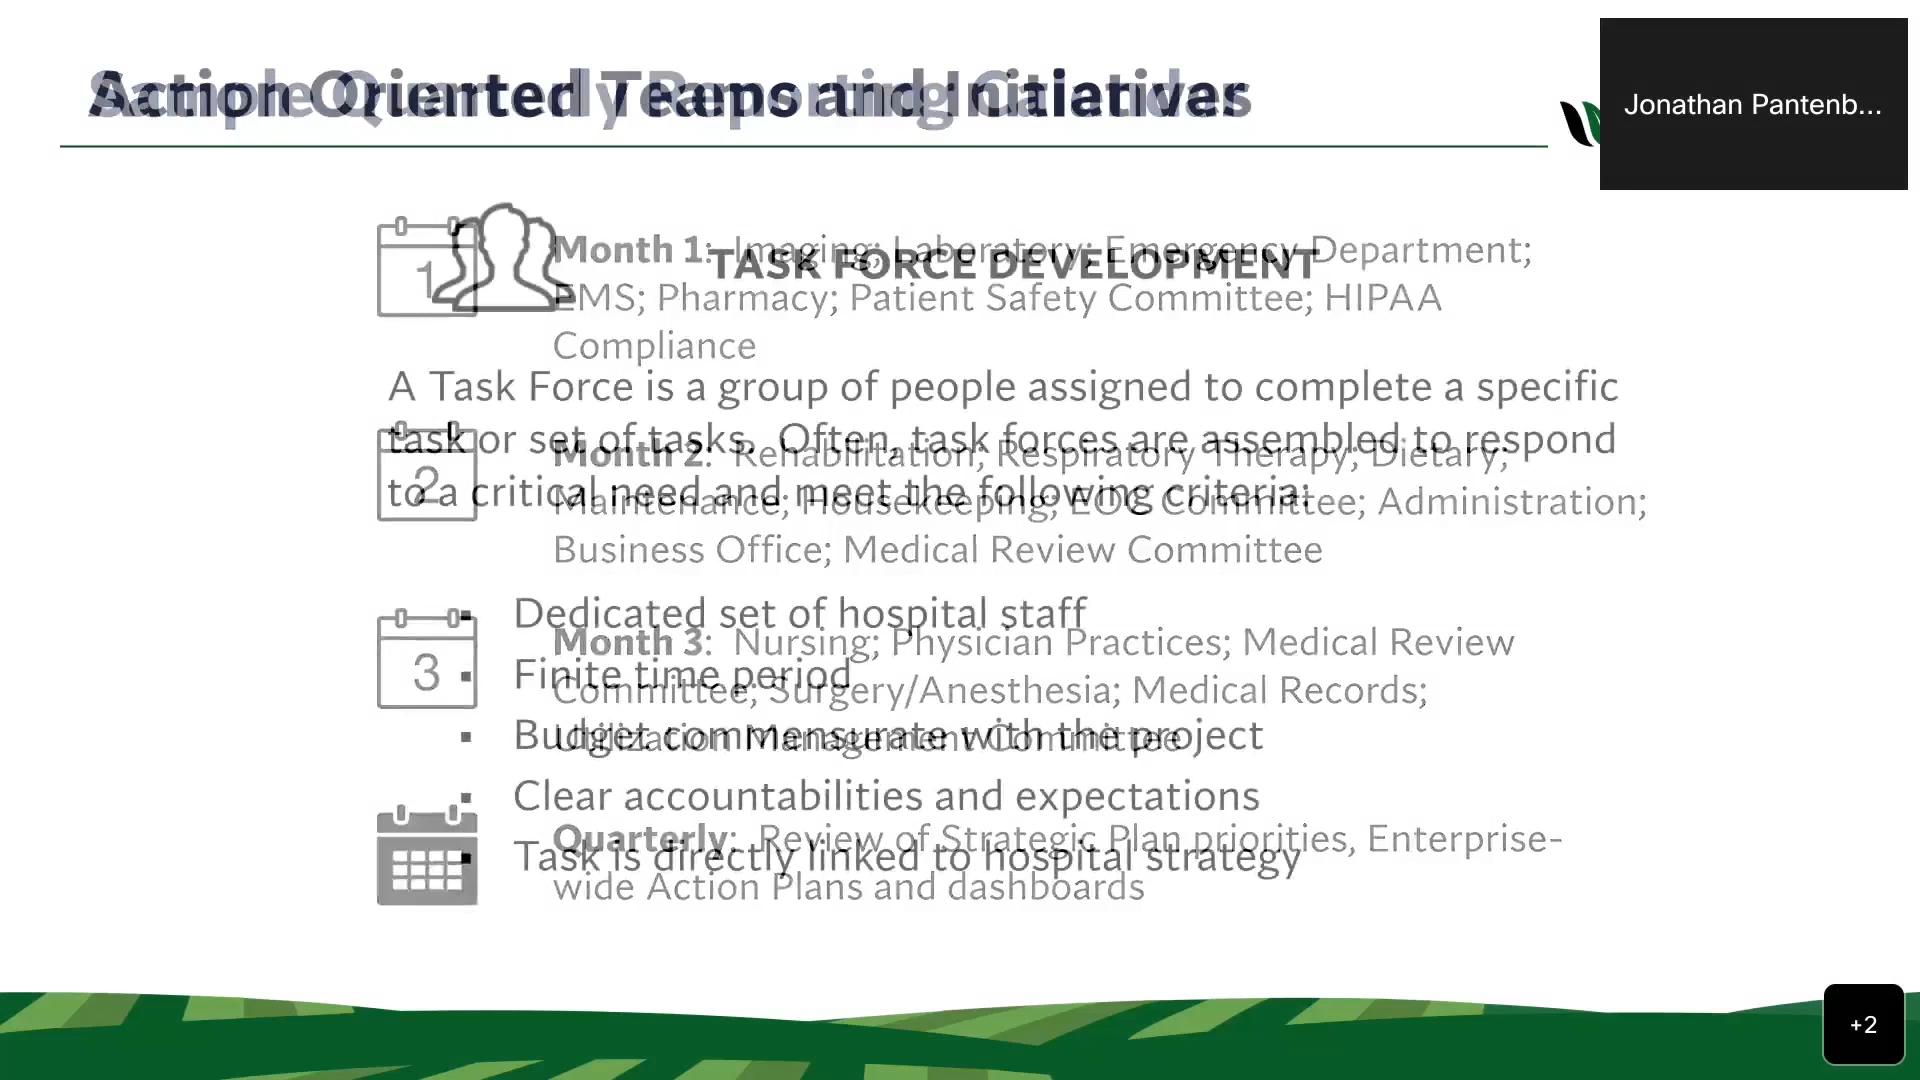 Sample Quarterly Reporting Calendar
Action Oriented Teams and Initiatives
Jonathan Pantenb...
1
Month 1: Imaging; Laboratory; Emergency Department;
EMS; Pharmacy; Patient Safety Committee; HIPAA
Compliance
2
Month 2: Rehabilitation; Respiratory Therapy; Dietary;
Maintenance; Housekeeping; EOC Committee; Administration;
Business Office; Medical Review Committee
3
Month 3: Nursing; Physician Practices; Medical Review
Committee; Surgery/Anesthesia; Medical Records;
Utilization Management Committee
Quarterly: Review of Strategic Plan priorities, Enterprise-
wide Action Plans and dashboards
TASK FORCE DEVELOPMENT
A Task Force is a group of people assigned to complete a specific
task or set of tasks. Often, task forces are assembled to respond
to a critical need and meet the following criteria:
▪ Dedicated set of hospital staff
▪ Finite time period
▪ Budget commensurate with the project
▪ Clear accountabilities and expectations
▪ Task is directly linked to hospital strategy
+2